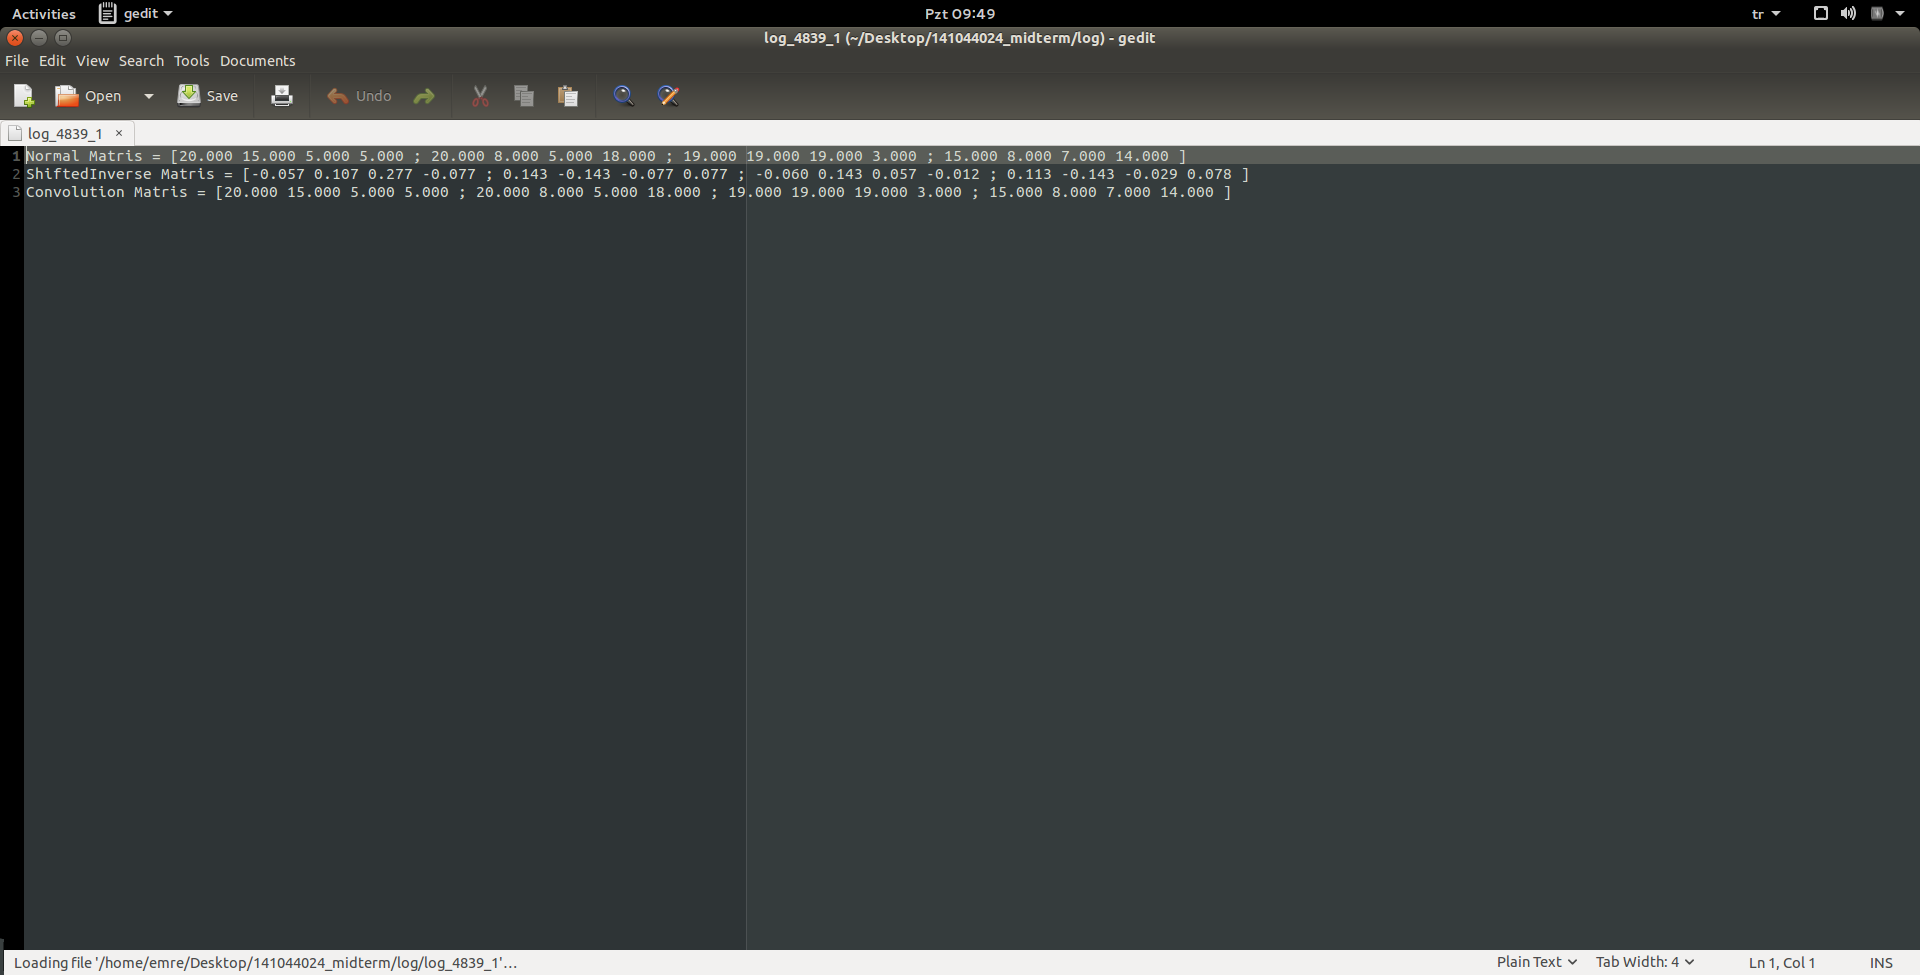 Activities gedit Pzt 09:49 tr
log_4839_1 (~/Desktop/141044024_midterm/log) - gedit
File Edit View Search Tools Documents
Open Save Undo
log_4839_1 ×
1 Normal Matris = [20.000 15.000 5.000 5.000 ; 20.000 8.000 5.000 18.000 ; 19.000 19.000 19.000 3.000 ; 15.000 8.000 7.000 14.000 ]
2 ShiftedInverse Matris = [-0.057 0.107 0.277 -0.077 ; 0.143 -0.143 -0.077 0.077 ; -0.060 0.143 0.057 -0.012 ; 0.113 -0.143 -0.029 0.078 ]
3 Convolution Matris = [20.000 15.000 5.000 5.000 ; 20.000 8.000 5.000 18.000 ; 19.000 19.000 19.000 3.000 ; 15.000 8.000 7.000 14.000 ]
Loading file '/home/emre/Desktop/141044024_midterm/log/log_4839_1'... Plain Text Tab Width: 4 Ln 1, Col 1 INS